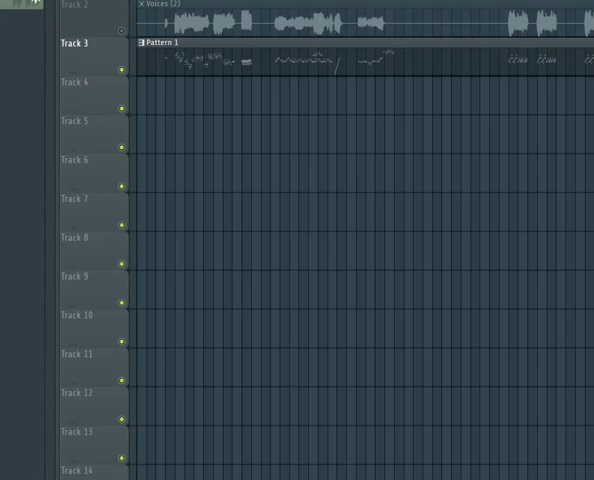 Track 2
Voices (2)
Track 3
Pattern 1
Track 4
Track 5
Track 6
Track 7
Track 8
Track 9
Track 10
Track 11
Track 12
Track 13
Track 14